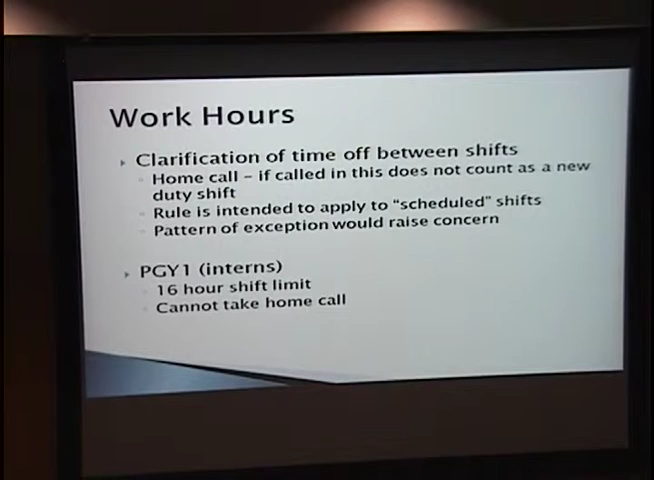 Work Hours
Clarification of time off between shifts
Home call – if called in this does not count as a new
duty shift
Rule is intended to apply to “scheduled” shifts
Pattern of exception would raise concern
PGY1 (interns)
16 hour shift limit
Cannot take home call